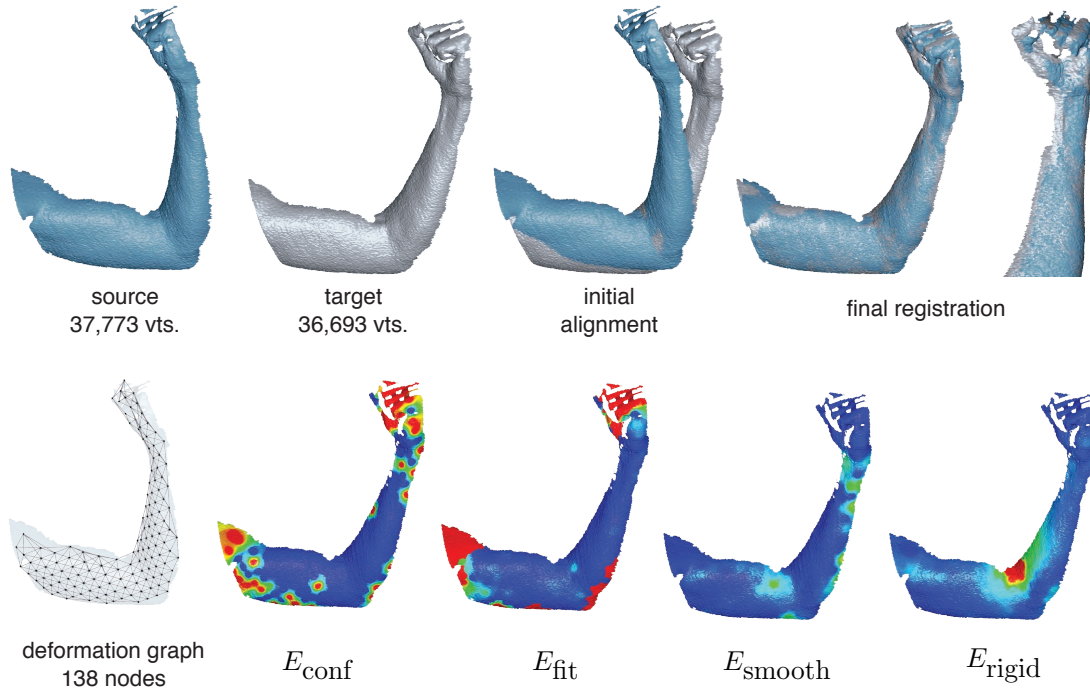 source
37,773 vts.
target
36,693 vts.
initial
alignment
final registration
deformation graph
138 nodes
E_conf
E_fit
E_smooth
E_rigid